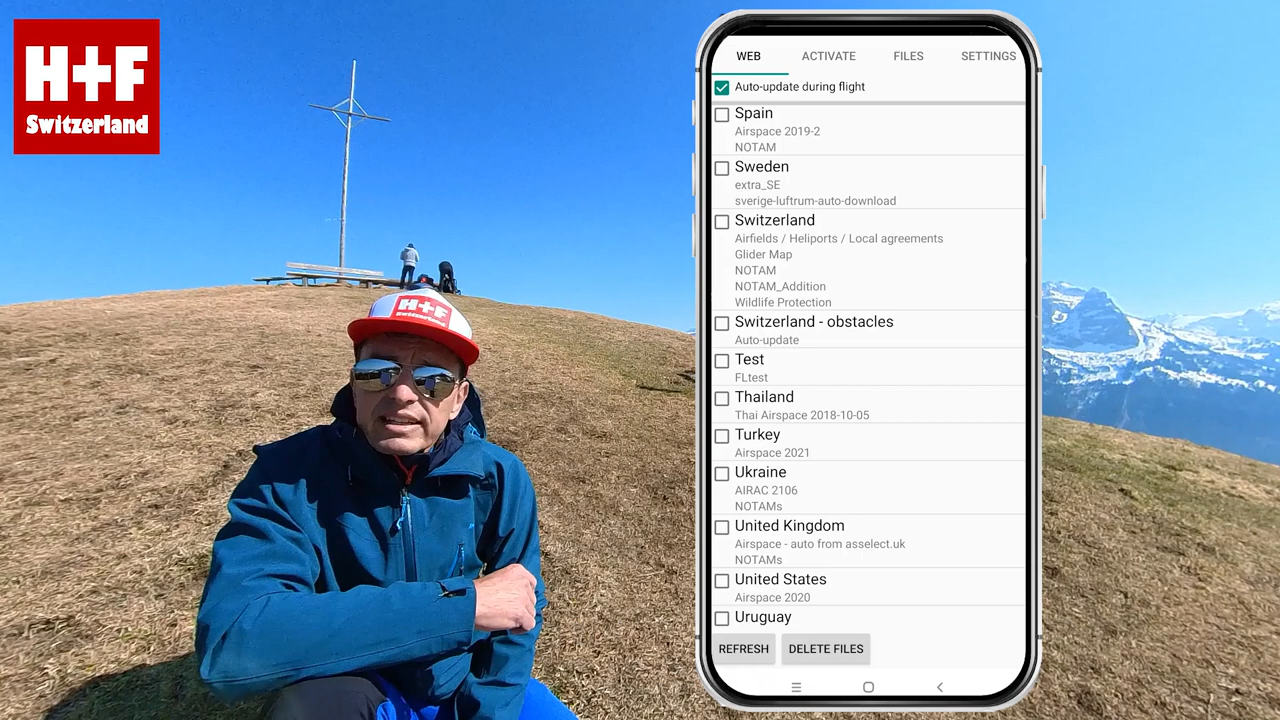 H+F
Switzerland
H+F
Switzerland
WEB ACTIVATE FILES SETTINGS
Auto-update during flight
Spain
Airspace 2019-2
NOTAM
Sweden
extra_SE
sverige-luftrum-auto-download
Switzerland
Airfields / Heliports / Local agreements
Glider Map
NOTAM
NOTAM_Addition
Wildlife Protection
Switzerland - obstacles
Auto-update
Test
FLtest
Thailand
Thai Airspace 2018-10-05
Turkey
Airspace 2021
Ukraine
AIRAC 2106
NOTAMs
United Kingdom
Airspace - auto from asselect.uk
NOTAMs
United States
Airspace 2020
Uruguay
REFRESH DELETE FILES